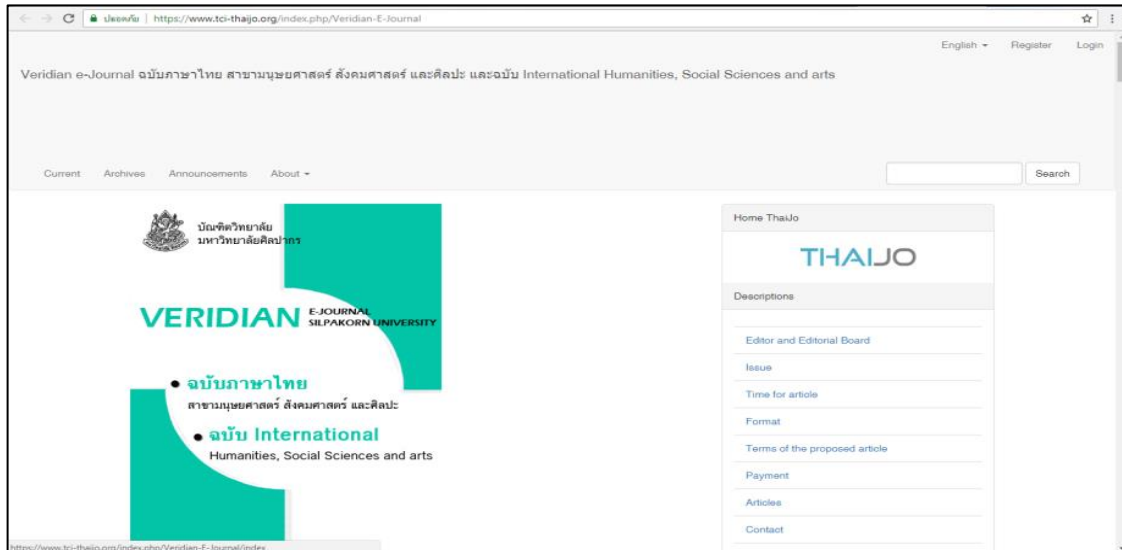 ปลอดภัย | https://www.tci-thaijo.org/index.php/Veridian-E-Journal
English Register Login
Veridian e-Journal ฉบับภาษาไทย สาขามนุษยศาสตร์ สังคมศาสตร์ และศิลปะ และฉบับ International Humanities, Social Sciences and arts
Current Archives Announcements About Search
บัณฑิตวิทยาลัย
มหาวิทยาลัยศิลปากร
VERIDIAN E-JOURNAL
SILPAKORN UNIVERSITY
• ฉบับภาษาไทย
สาขามนุษยศาสตร์ สังคมศาสตร์ และศิลปะ
• ฉบับ International
Humanities, Social Sciences and arts
Home ThaiJo
THAIJO
Descriptions
Editor and Editorial Board
Issue
Time for article
Format
Terms of the proposed article
Payment
Articles
Contact
https://www.tci-thaijo.org/index.php/Veridian-E-Journal/index